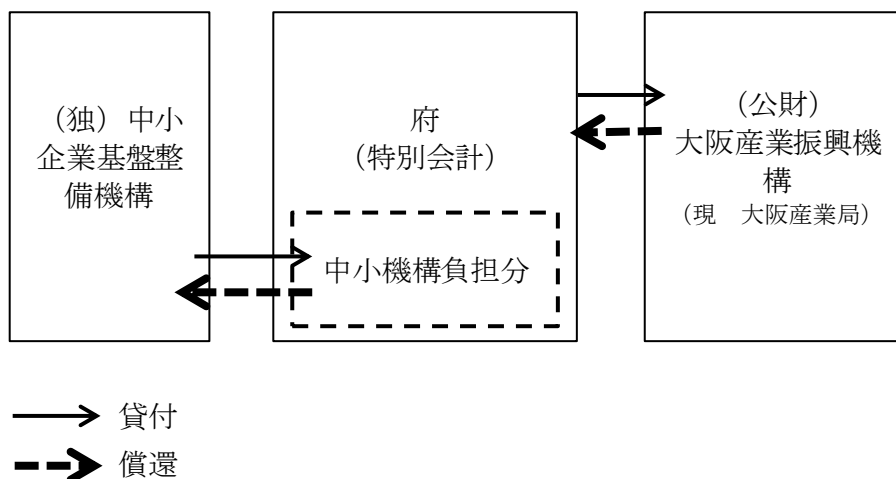 （独）中小
企業基盤整
備機構
府
（特別会計）
中小機構負担分
（公財）
大阪産業振興機
構
（現　大阪産業局）
貸付
償還